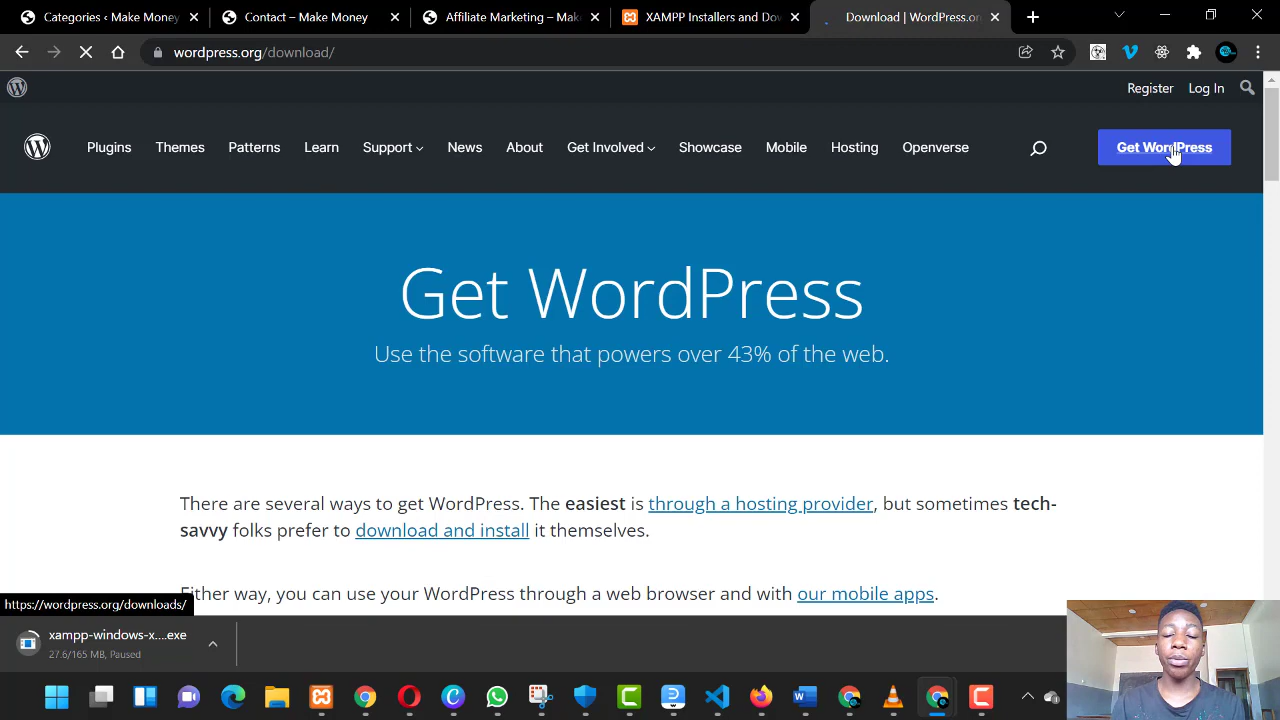 Categories ‹ Make Money
Contact – Make Money
Affiliate Marketing – Mak
XAMPP Installers and Dow
Download | WordPress.or
wordpress.org/download/
Register
Log In
Plugins
Themes
Patterns
Learn
Support
News
About
Get Involved
Showcase
Mobile
Hosting
Openverse
Get WordPress
Get WordPress
Use the software that powers over 43% of the web.
There are several ways to get WordPress. The easiest is through a hosting provider, but sometimes tech-
savvy folks prefer to download and install it themselves.
Either way, you can use your WordPress through a web browser and with our mobile apps.
https://wordpress.org/downloads/
xampp-windows-x....exe
27.6/165 MB, Paused